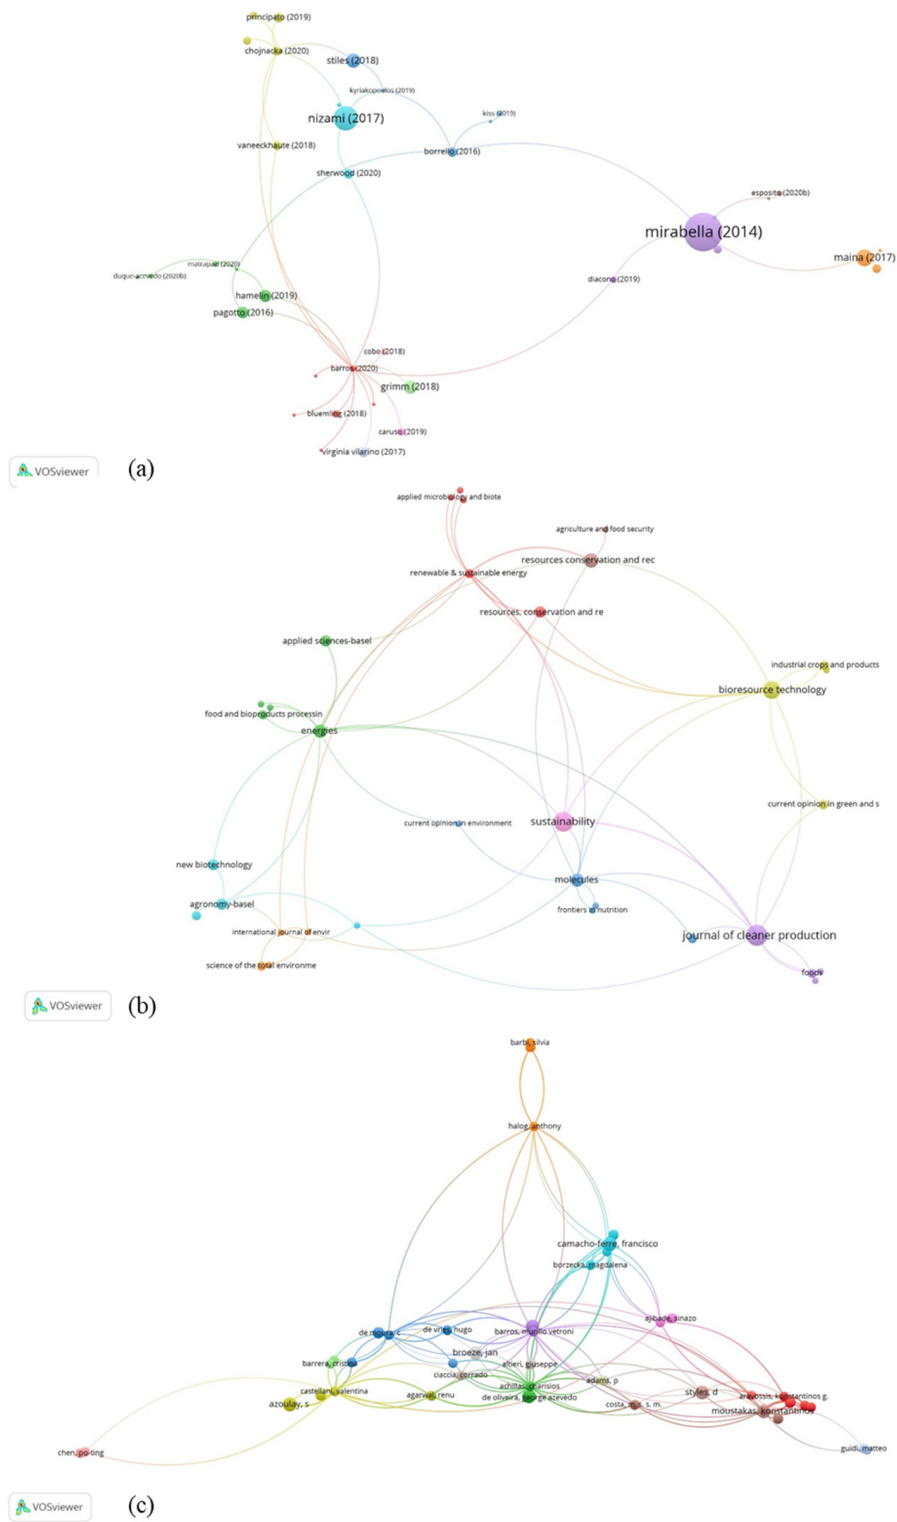 principato (2019)
chojnacka (2020)
stiles (2018)
kyriakopoulos (2019)
kiss (2019)
nizami (2017)
vaneeckhaute (2018)
borrello (2016)
sherwood (2020)
esposito (2020b)
mirabella (2014)
maina (2017)
matrapazi (2020)
duque-acevedo (2020b)
diacono (2019)
hamelin (2019)
pagotto (2016)
cobo (2018)
barros (2020)
grimm (2018)
bluemling (2018)
caruso (2019)
virginia vilarino (2017)
VOSviewer
(a)
applied microbiology and biote
agriculture and food security
resources conservation and rec
renewable & sustainable energy
resources, conservation and re
applied sciences-basel
industrial crops and products
bioresource technology
food and bioproducts processin
energies
current opinion in green and s
current opinion in environment
sustainability
new biotechnology
molecules
agronomy-basel
frontiers in nutrition
international journal of envir
journal of cleaner production
science of the total environme
foods
VOSviewer
(b)
barbi, silvia
halog, anthony
camacho-ferre, francisco
borzecka, magdalena
ajibade, sinazo
de moura, c
de vries, hugo
barros, murillo vetroni
broeze, jan
barrera, cristina
altieri, giuseppe
ciaccia, corrado
adams, p
castellani, valentina
achillas, charisios
agarwal, renu
de oliveira, george azevedo
styles, d
aravossis, konstantinos g.
azoulay, s
costa, m. s. s. m.
moustakas, konstantinos
chen, po-ting
guidi, matteo
VOSviewer
(c)